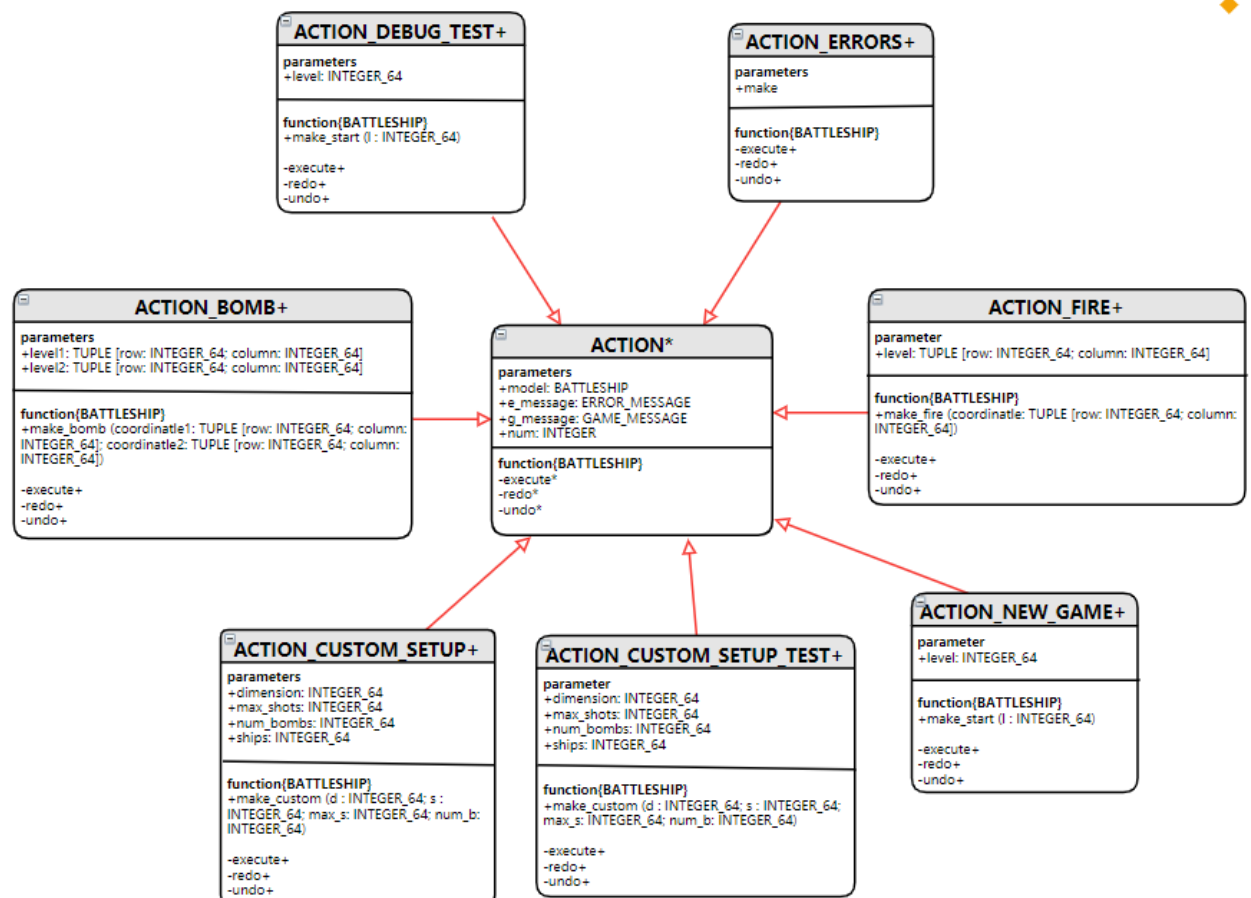 ACTION_DEBUG_TEST+
parameters
+level: INTEGER_64
function{BATTLESHIP}
+make_start (l : INTEGER_64)
-execute+
-redo+
-undo+
ACTION_ERRORS+
parameters
+make
function{BATTLESHIP}
-execute+
-redo+
-undo+
ACTION_BOMB+
parameters
+level1: TUPLE [row: INTEGER_64; column: INTEGER_64]
+level2: TUPLE [row: INTEGER_64; column: INTEGER_64]
function{BATTLESHIP}
+make_bomb (coordinatle1: TUPLE [row: INTEGER_64; column:
INTEGER_64]; coordinatle2: TUPLE [row: INTEGER_64; column:
INTEGER_64])
-execute+
-redo+
-undo+
ACTION*
parameters
+model: BATTLESHIP
+e_message: ERROR_MESSAGE
+g_message: GAME_MESSAGE
+num: INTEGER
function{BATTLESHIP}
-execute*
-redo*
-undo*
ACTION_FIRE+
parameter
+level: TUPLE [row: INTEGER_64; column: INTEGER_64]
function{BATTLESHIP}
+make_fire (coordinatle: TUPLE [row: INTEGER_64; column:
INTEGER_64])
-execute+
-redo+
-undo+
ACTION_CUSTOM_SETUP+
parameters
+dimension: INTEGER_64
+max_shots: INTEGER_64
+num_bombs: INTEGER_64
+ships: INTEGER_64
function{BATTLESHIP}
+make_custom (d : INTEGER_64; s :
INTEGER_64; max_s: INTEGER_64; num_b:
INTEGER_64)
-execute+
-redo+
-undo+
ACTION_CUSTOM_SETUP_TEST+
parameter
+dimension: INTEGER_64
+max_shots: INTEGER_64
+num_bombs: INTEGER_64
+ships: INTEGER_64
function{BATTLESHIP}
+make_custom (d : INTEGER_64; s : INTEGER_64;
max_s: INTEGER_64; num_b: INTEGER_64)
-execute+
-redo+
-undo+
ACTION_NEW_GAME+
parameter
+level: INTEGER_64
function{BATTLESHIP}
+make_start (l : INTEGER_64)
-execute+
-redo+
-undo+